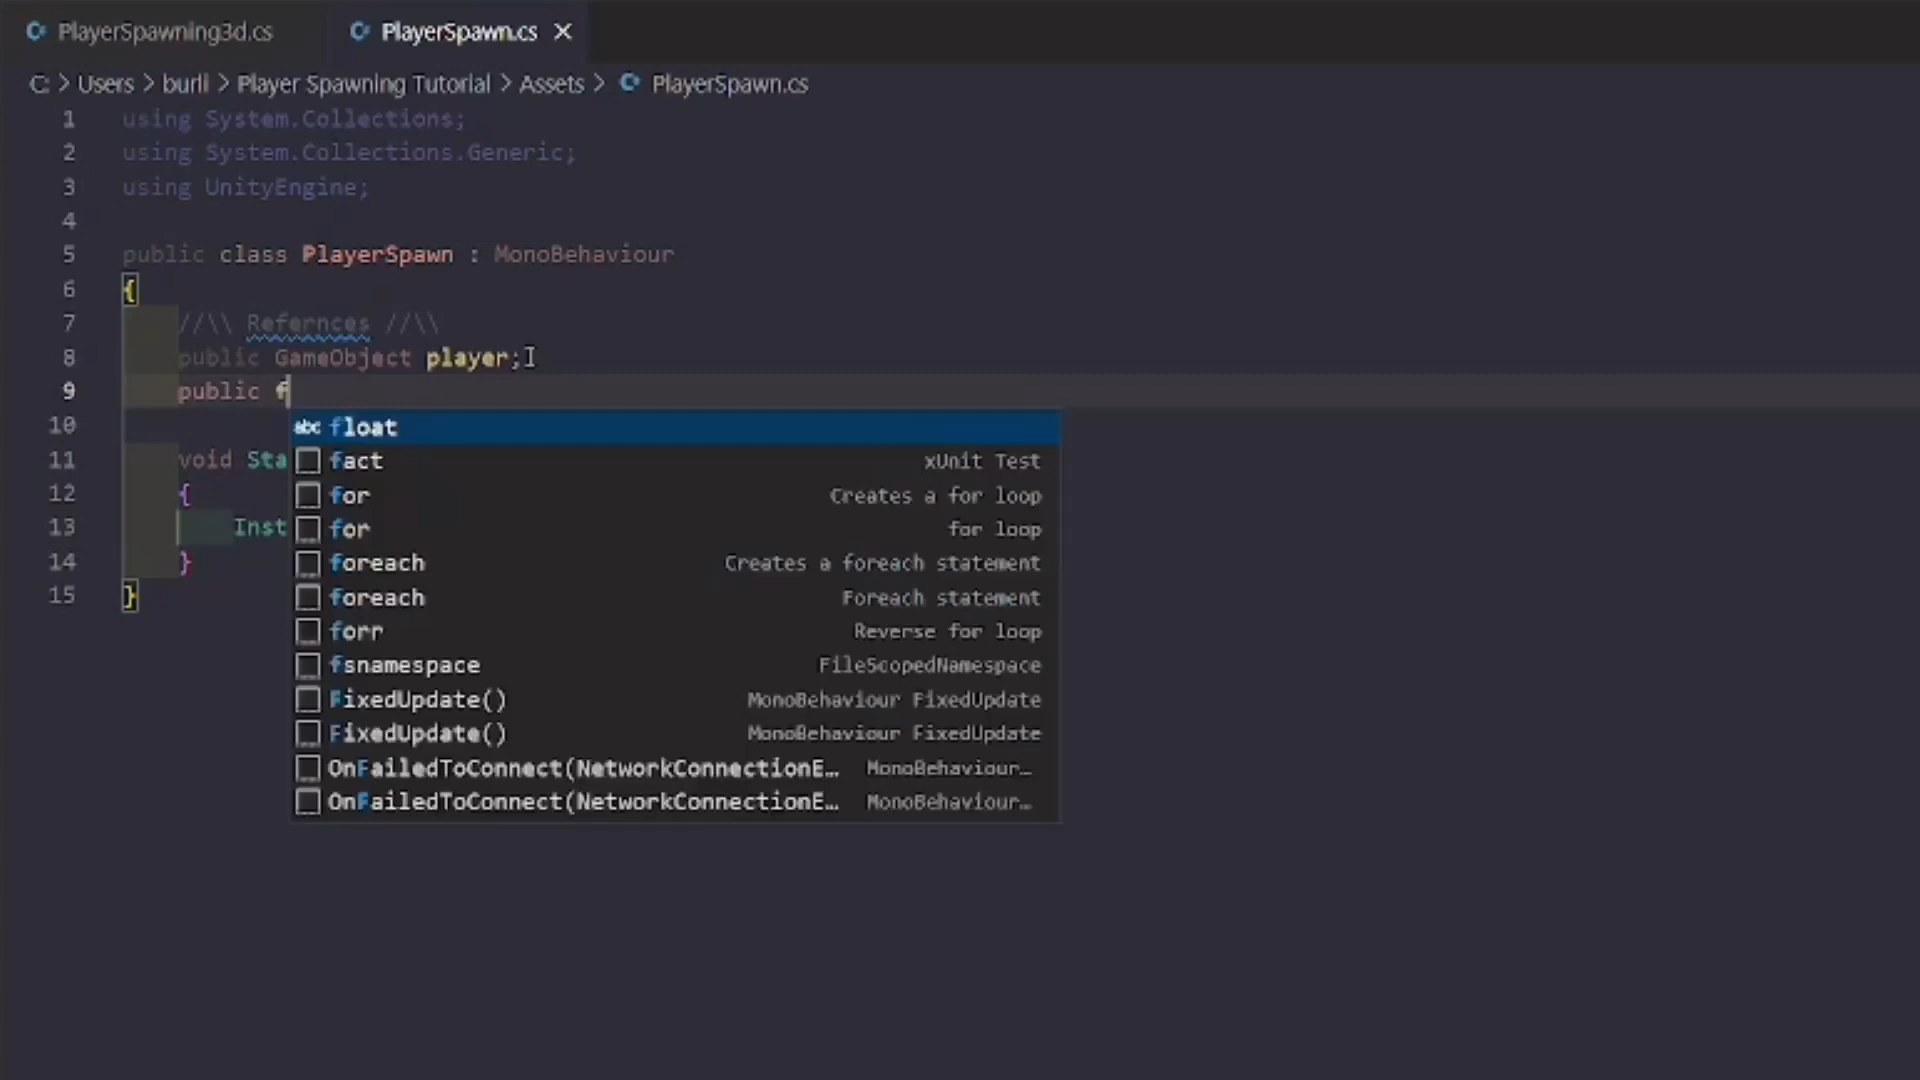 PlayerSpawning3d.cs
PlayerSpawn.cs
C: > Users > burli > Player Spawning Tutorial > Assets > PlayerSpawn.cs
1 using System.Collections;
2 using System.Collections.Generic;
3 using UnityEngine;
4
5 public class PlayerSpawn : MonoBehaviour
6 {
7 //\\ Refernces //\\
8 public GameObject player;
9 public f
10
11 void Sta
12 {
13 Inst
14 }
15 }
abc float
fact xUnit Test
for Creates a for loop
for for loop
foreach Creates a foreach statement
foreach Foreach statement
forr Reverse for loop
fsnamespace FileScopedNamespace
FixedUpdate() MonoBehaviour FixedUpdate
FixedUpdate() MonoBehaviour FixedUpdate
OnFailedToConnect(NetworkConnectionE… MonoBehaviour…
OnFailedToConnect(NetworkConnectionE… MonoBehaviour…